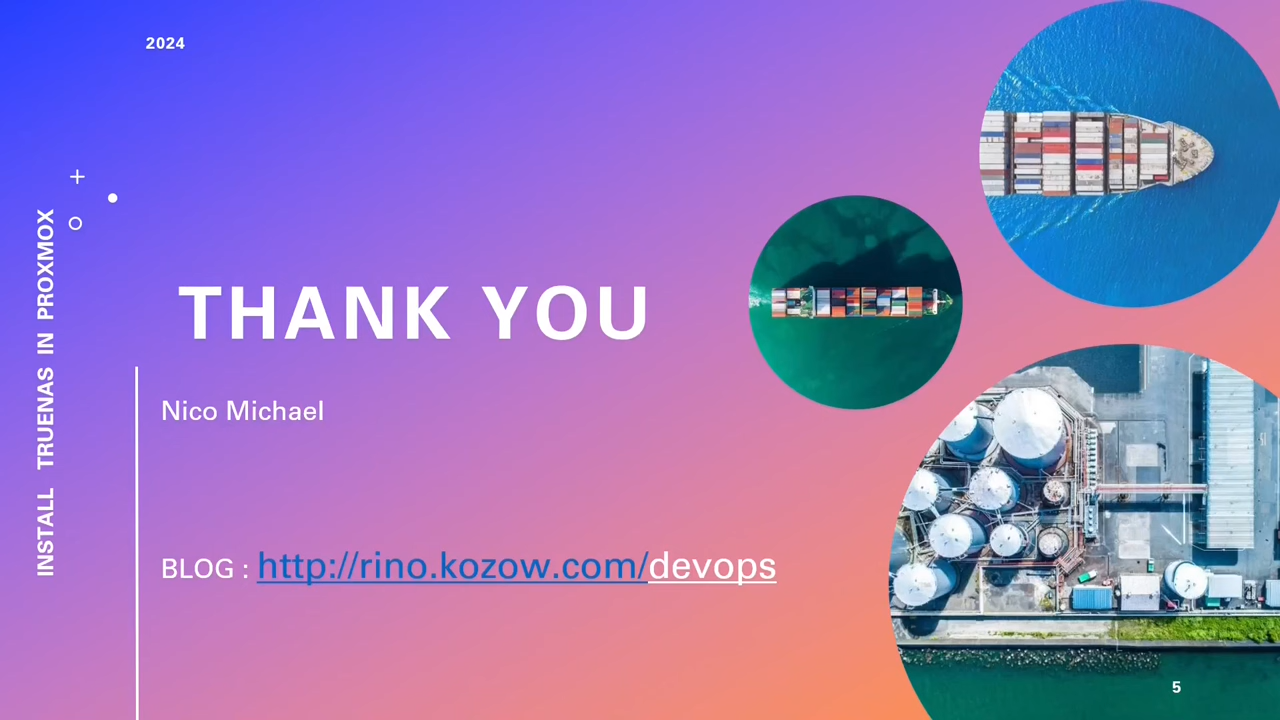 2024
INSTALL TRUENAS IN PROXMOX
THANK YOU
Nico Michael
BLOG : http://rino.kozow.com/devops
5